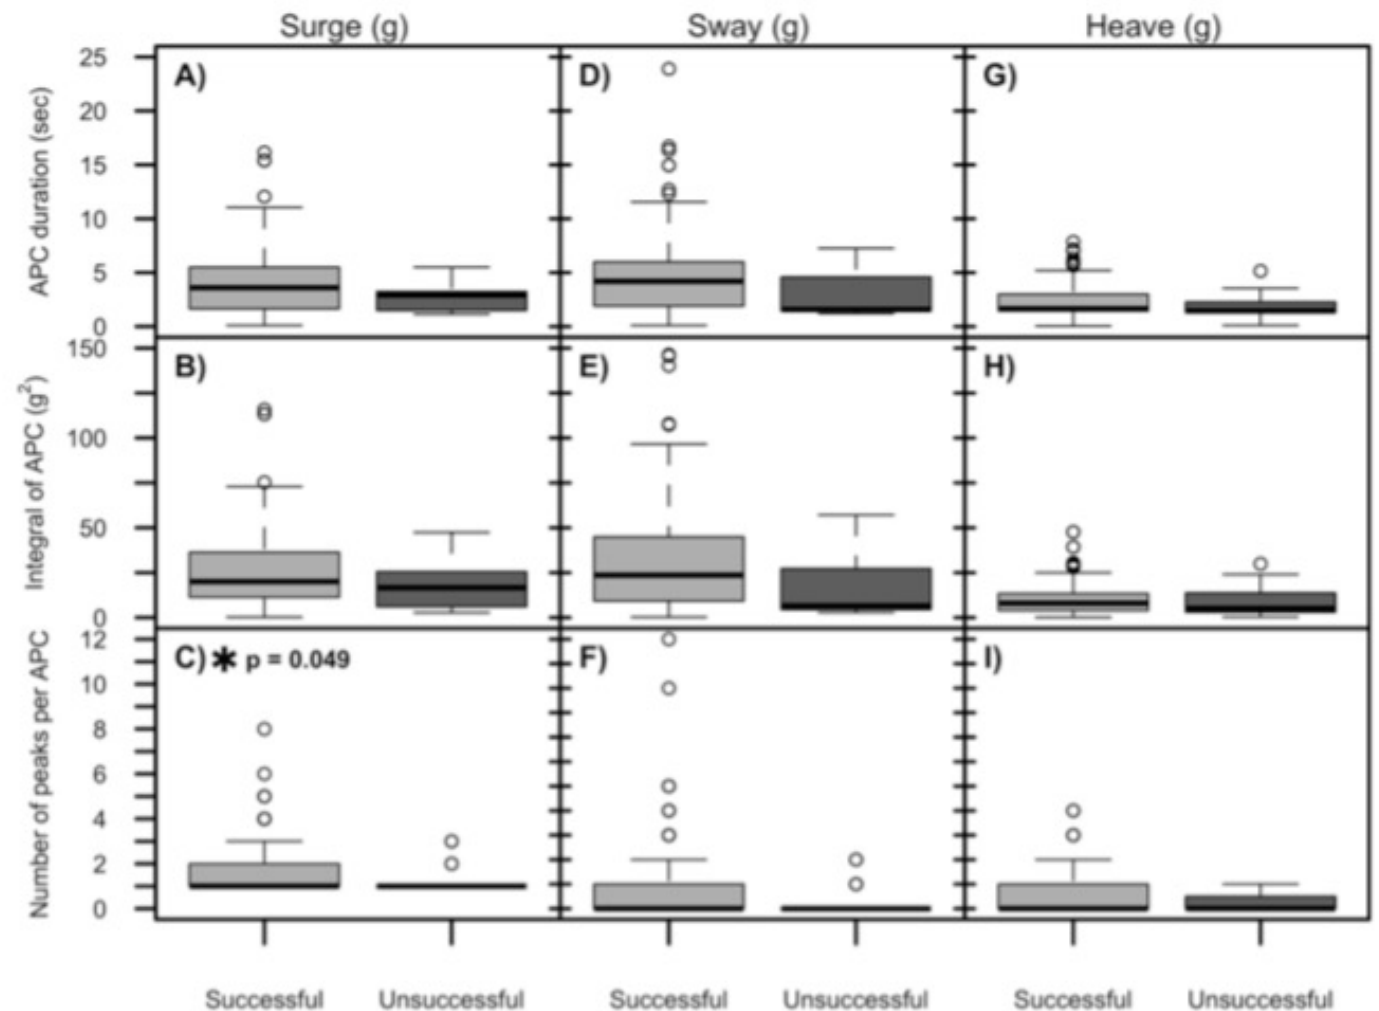 Surge (g) Sway (g) Heave (g)
APC duration (sec)
25
20
15
10
5
0
A)
D)
G)
Integral of APC (g²)
150
100
50
0
B)
E)
H)
Number of peaks per APC
12
10
8
6
4
2
0
C) * p = 0.049
F)
I)
Successful Unsuccessful Successful Unsuccessful Successful Unsuccessful